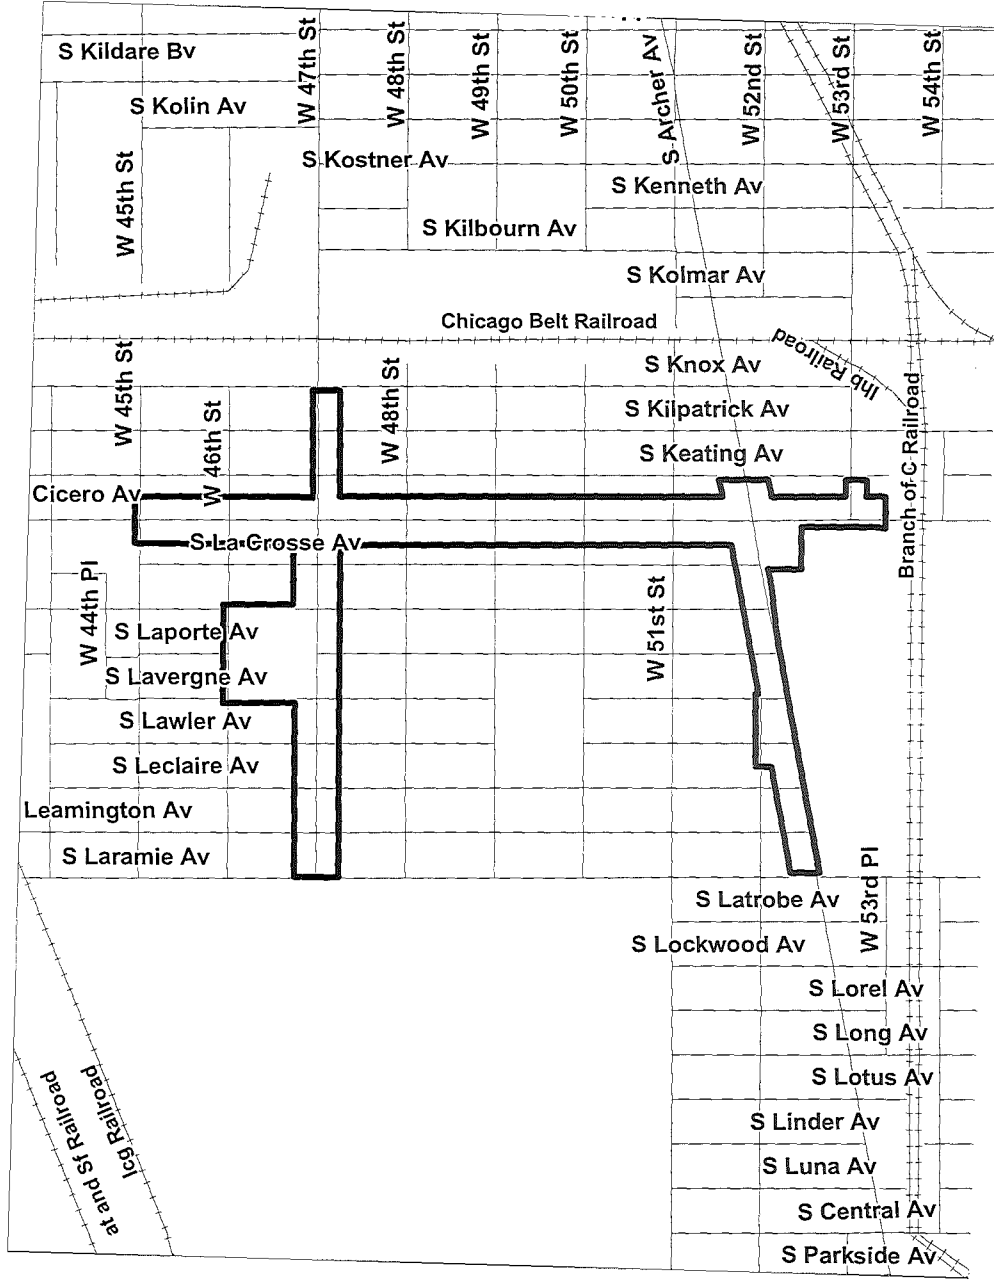 S Kildare Bv
W 47th St
W 48th St
W 49th St
W 50th St
S Archer Av
W 52nd St
W 53rd St
W 54th St
S Kolin Av
S Kostner Av
W 45th St
S Kenneth Av
S Kilbourn Av
S Kolmar Av
Chicago Belt Railroad
S Knox Av
Ihb Railroad
W 45th St
W 46th St
W 48th St
S Kilpatrick Av
S Keating Av
Branch of C Railroad
Cicero Av
S La Crosse Av
W 44th Pl
W 51st St
S Laporte Av
S Lavergne Av
S Lawler Av
S Leclaire Av
Leamington Av
S Laramie Av
S Latrobe Av
W 53rd Pl
S Lockwood Av
S Lorel Av
S Long Av
S Lotus Av
S Linder Av
S Luna Av
S Central Av
S Parkside Av
Icg Railroad
at and Sf Railroad